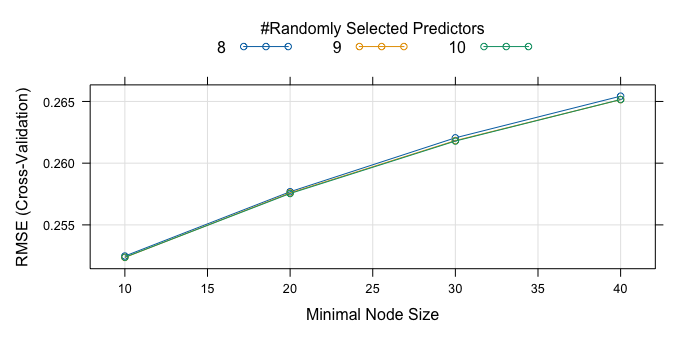 #Randomly Selected Predictors
8 9 10
RMSE (Cross-Validation)
0.265
0.260
0.255
10 15 20 25 30 35 40
Minimal Node Size